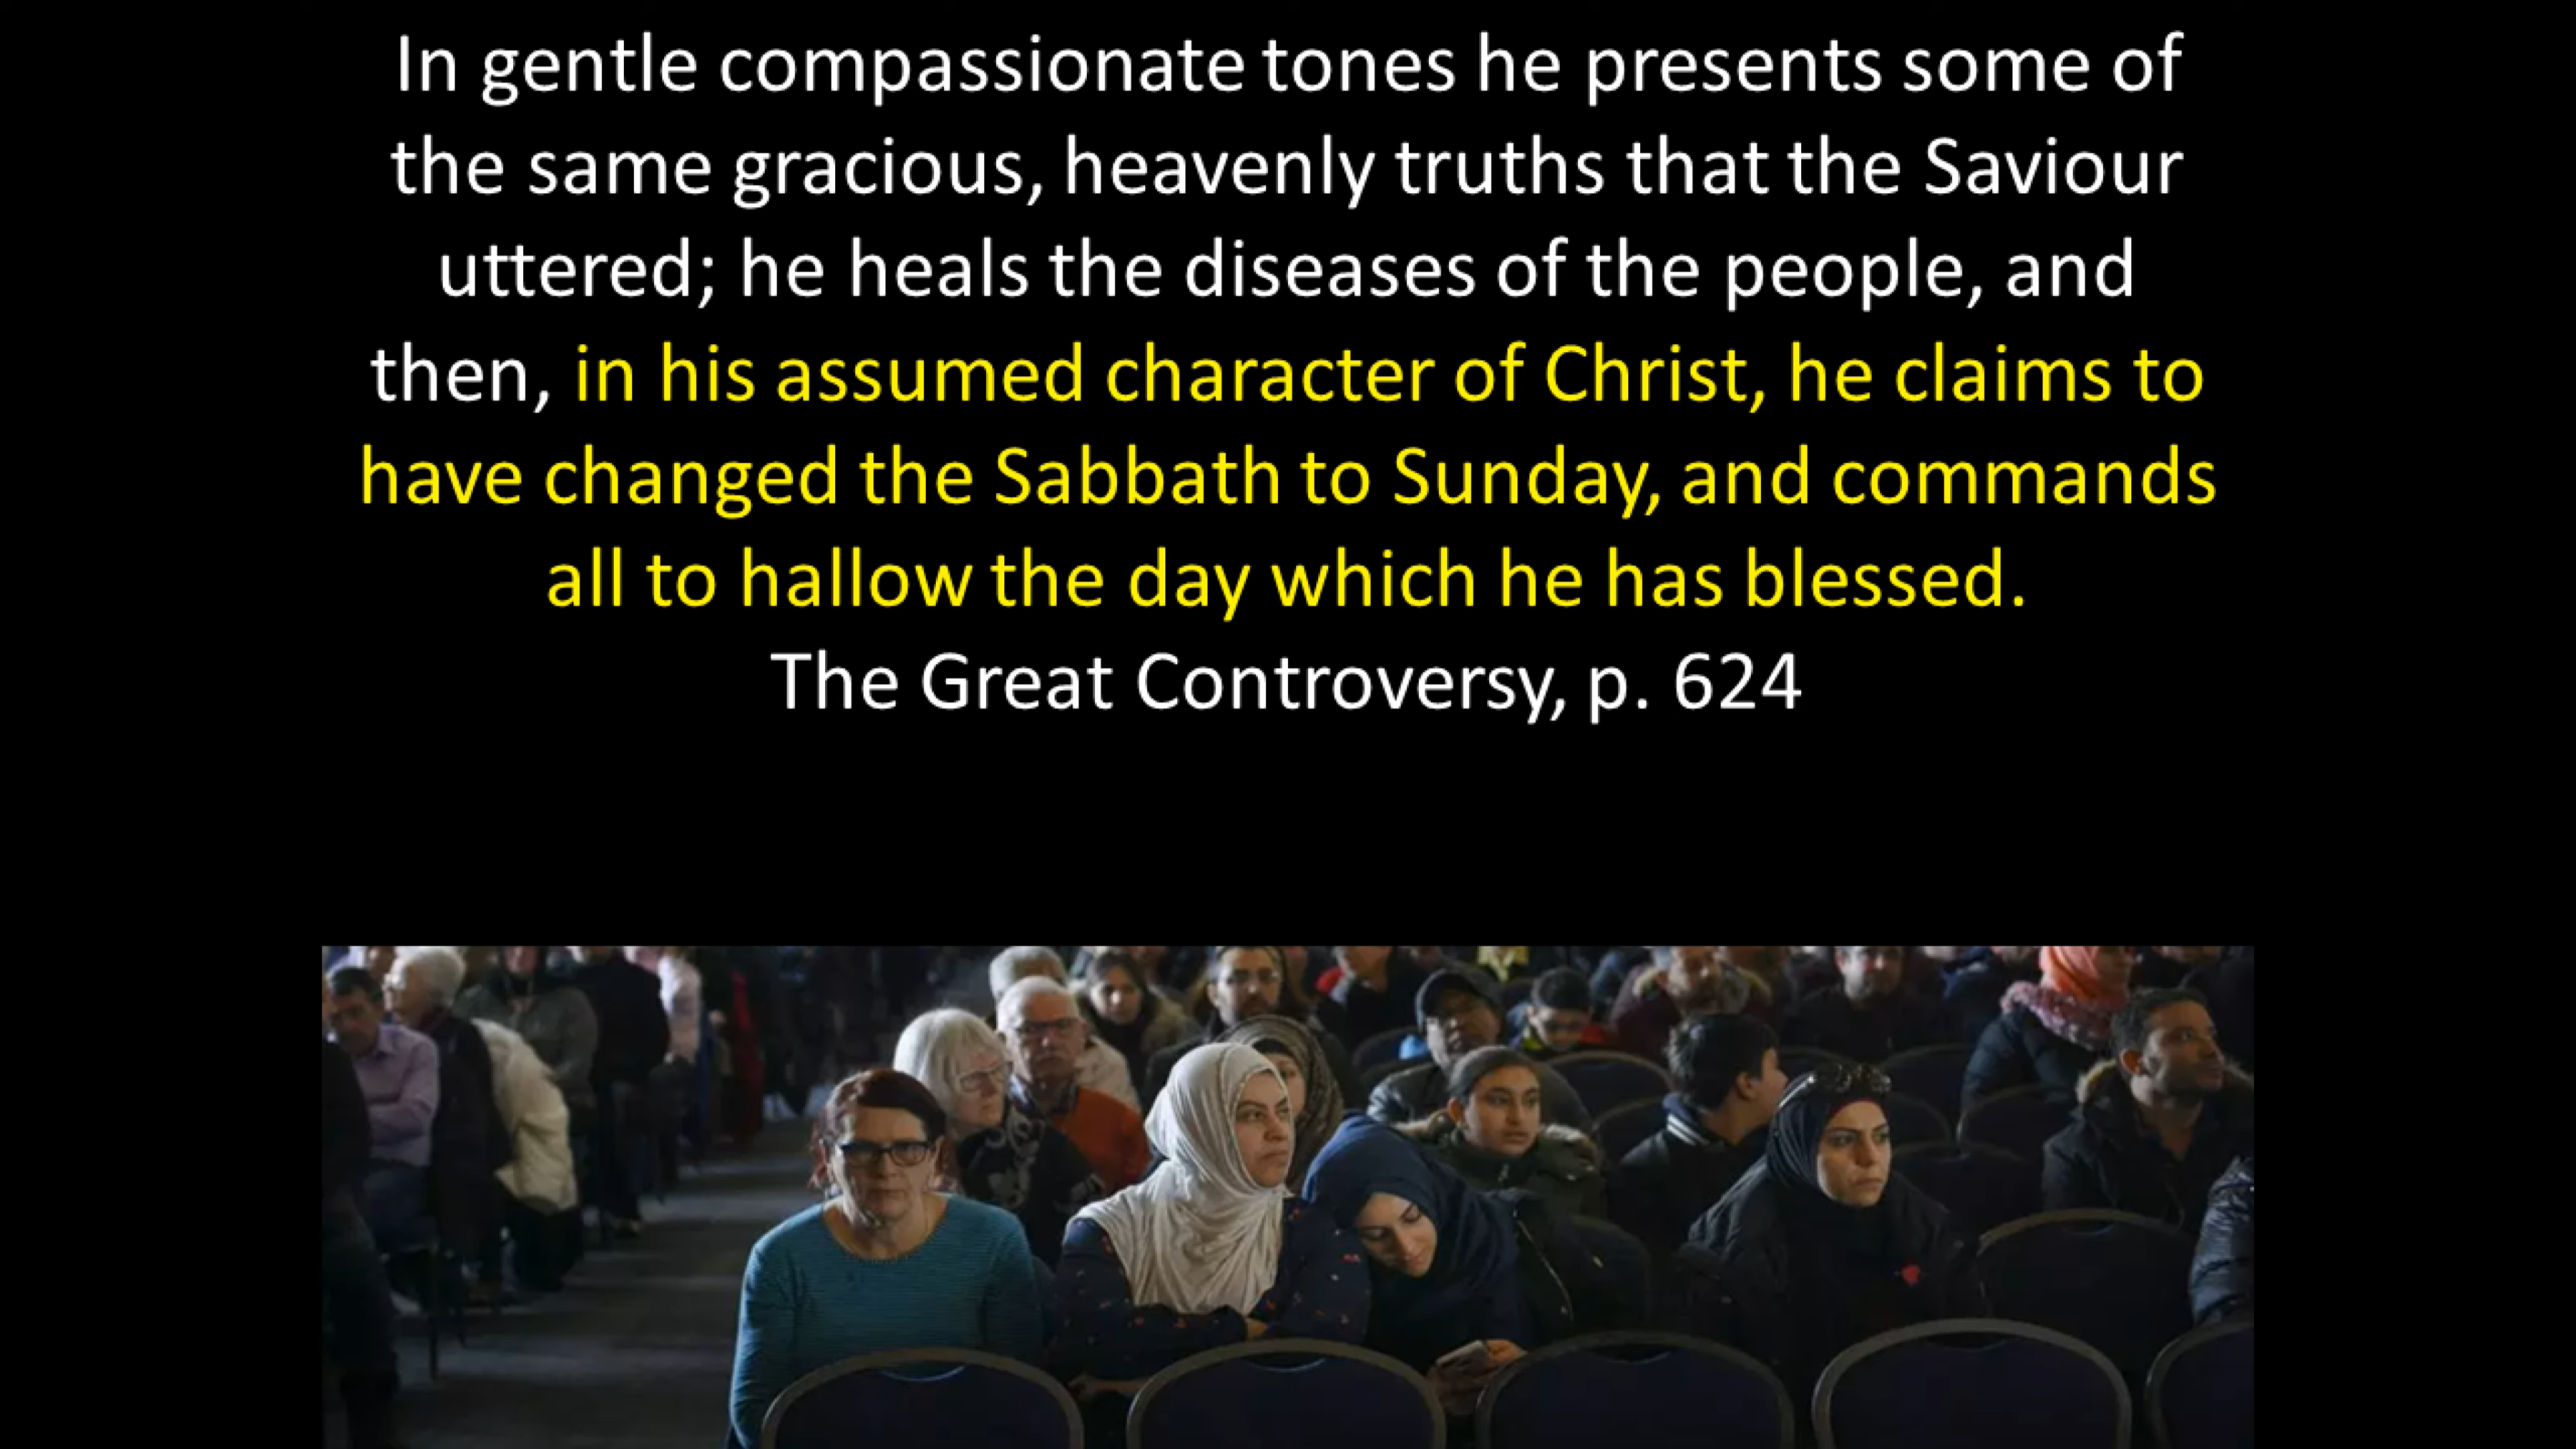 In gentle compassionate tones he presents some of
the same gracious, heavenly truths that the Saviour
uttered; he heals the diseases of the people, and
then, in his assumed character of Christ, he claims to
have changed the Sabbath to Sunday, and commands
all to hallow the day which he has blessed.
The Great Controversy, p. 624